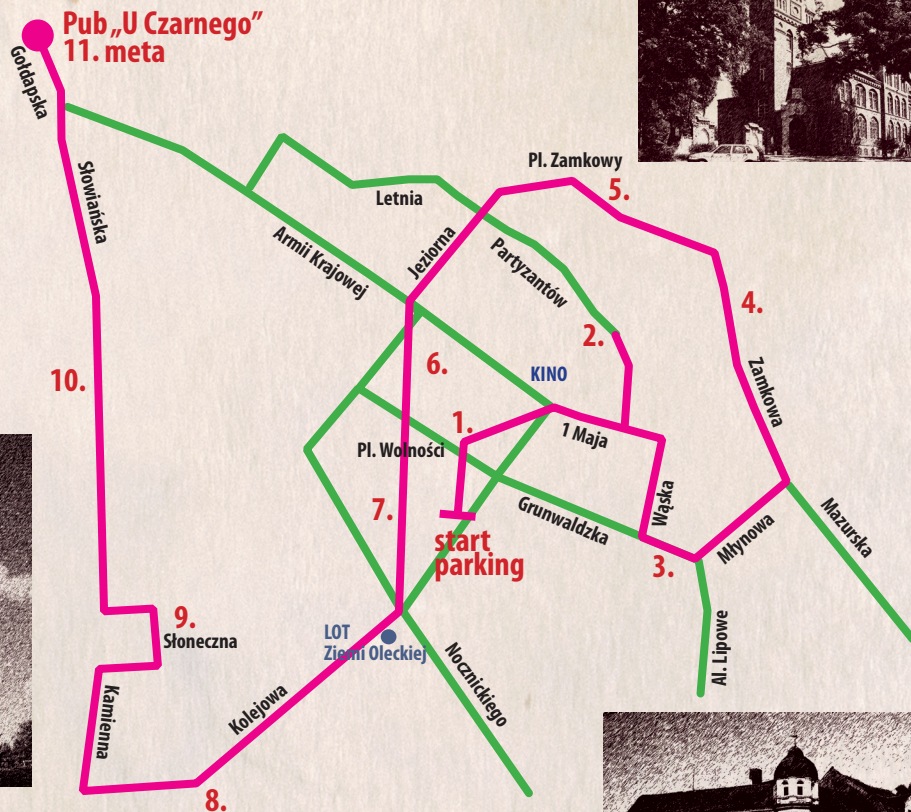 Pub „U Czarnego”
11. meta
Gołdapska
Słowiańska
Letnia
Pl. Zamkowy
5.
Armii Krajowej
Jeziorna
Partyzantów
4.
2.
6.
KINO
10.
Zamkowa
1.
1 Maja
Pl. Wolności
Wąska
7.
Grunwaldzka
Mazurska
start
parking
3.
Młynowa
9.
Słoneczna
LOT
Ziemi Oleckiej
Nocznickiego
Al. Lipowe
Kamienna
Kolejowa
8.